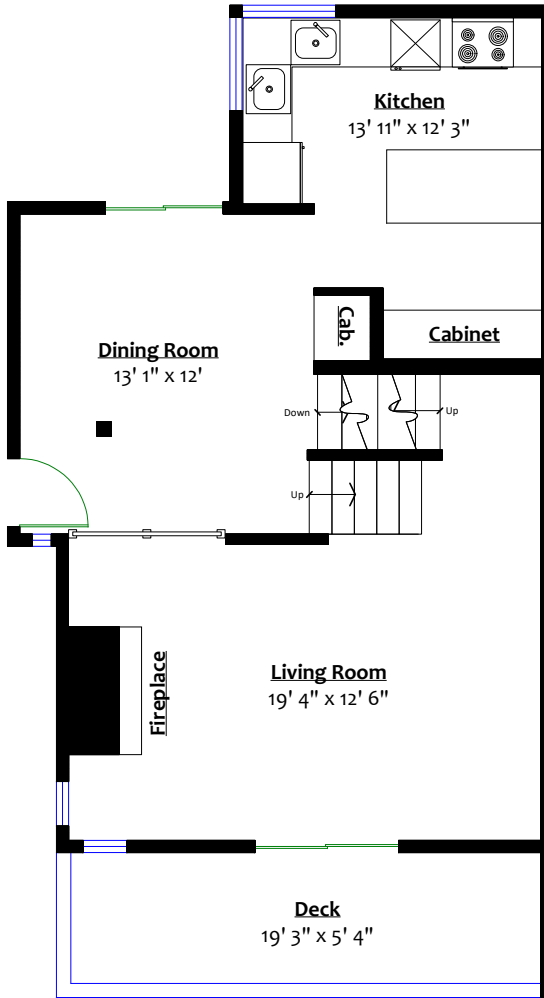 Kitchen
13' 11" x 12' 3"
Cab.
Cabinet
Dining Room
13' 1" x 12'
Down
Up
Up
Fireplace
Living Room
19' 4" x 12' 6"
Deck
19' 3" x 5' 4"